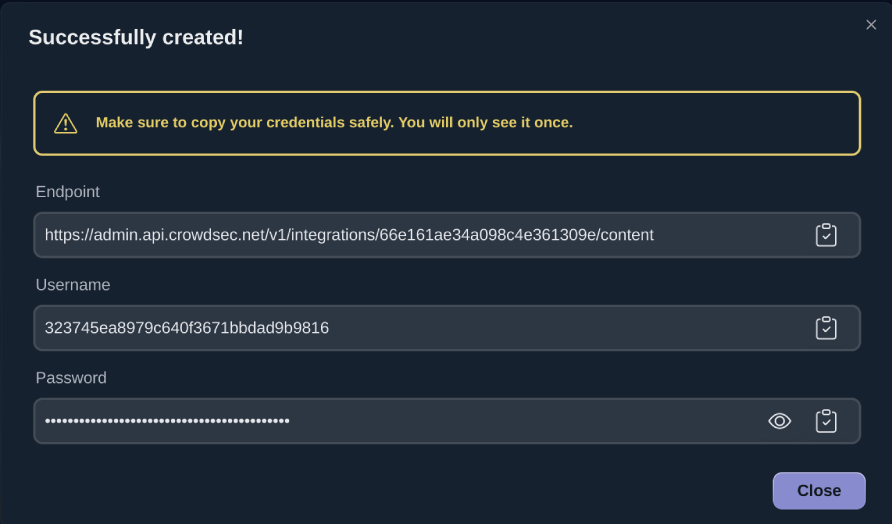 Successfully created!
Make sure to copy your credentials safely. You will only see it once.
Endpoint
https://admin.api.crowdsec.net/v1/integrations/66e161ae34a098c4e361309e/content
Username
323745ea8979c640f3671bbdad9b9816
Password
•••••••••••••••••••••••••••••••••••••••••••
Close